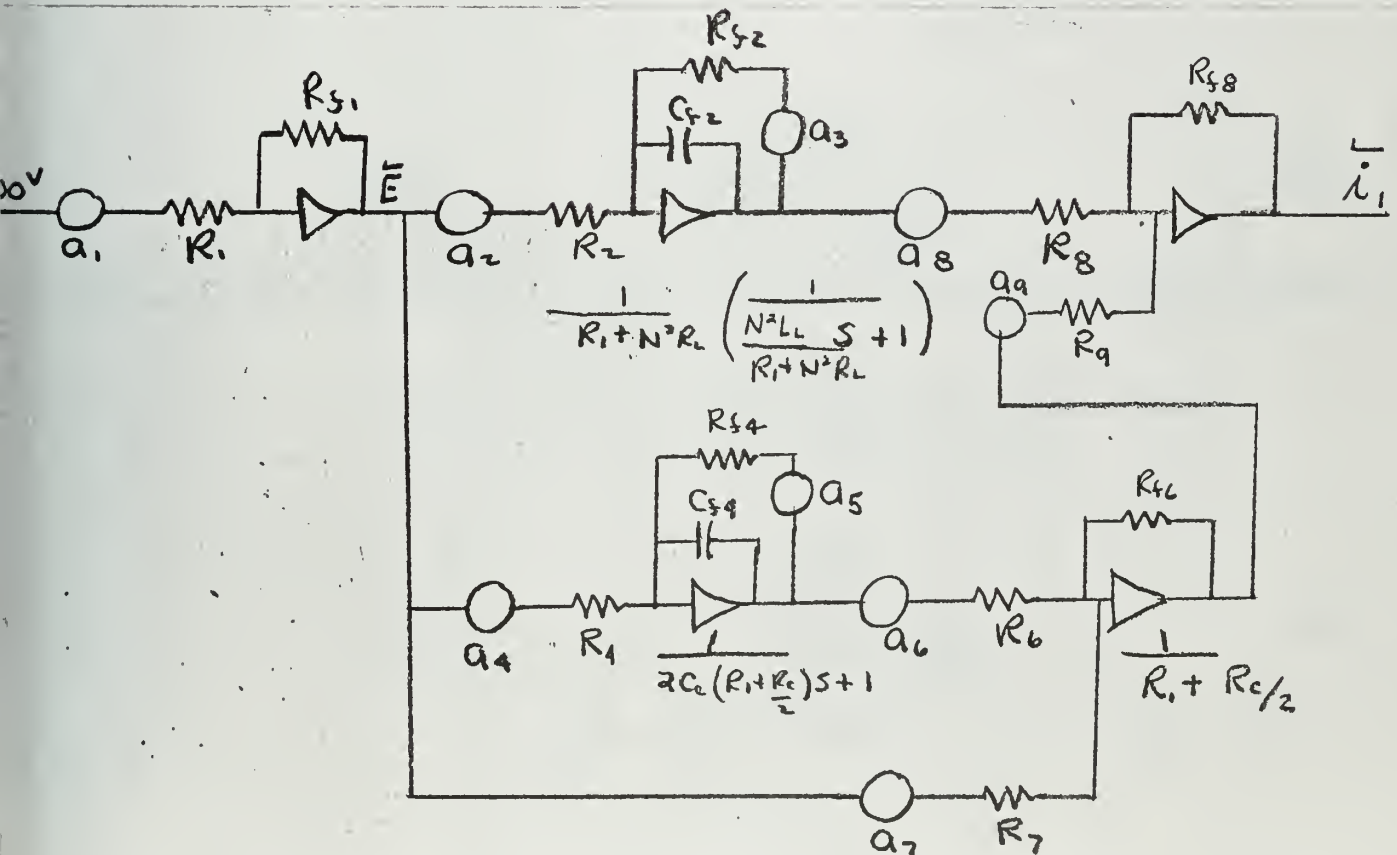 R_f2
R_f1
C_f2
a_3
R_f8
00 V
Ē
ī_1
a_1
R_1
a_2
R_2
a_8
R_8
1 / (R_1 + N²R_L) ( 1 / ( (N²L_L / (R_1 + N²R_L)) S + 1 ) )
a_9
R_9
R_f4
a_5
C_f4
R_f6
a_4
R_4
a_6
R_6
1 / (2C_c (R_1 + R_c/2) S + 1)
1 / (R_1 + R_c/2)
a_7
R_7